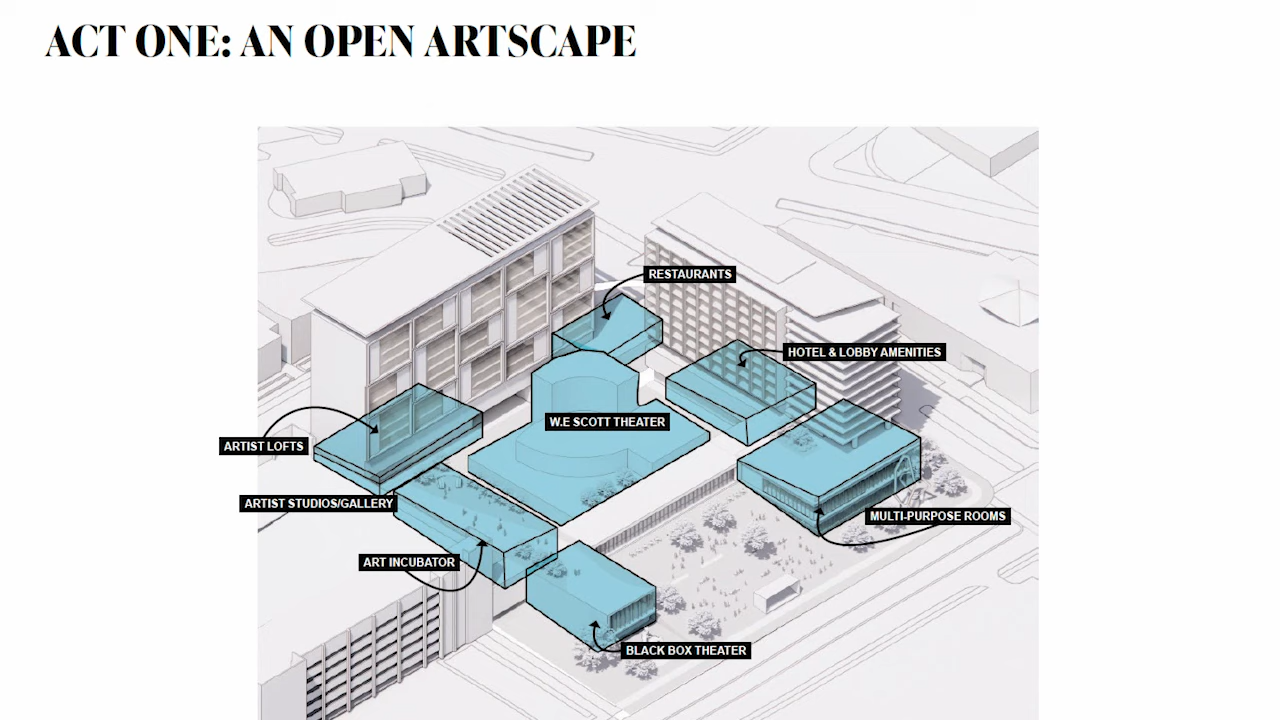 ACT ONE: AN OPEN ARTSCAPE
RESTAURANTS
HOTEL & LOBBY AMENITIES
W.E SCOTT THEATER
ARTIST LOFTS
ARTIST STUDIOS/GALLERY
MULTI-PURPOSE ROOMS
ART INCUBATOR
BLACK BOX THEATER